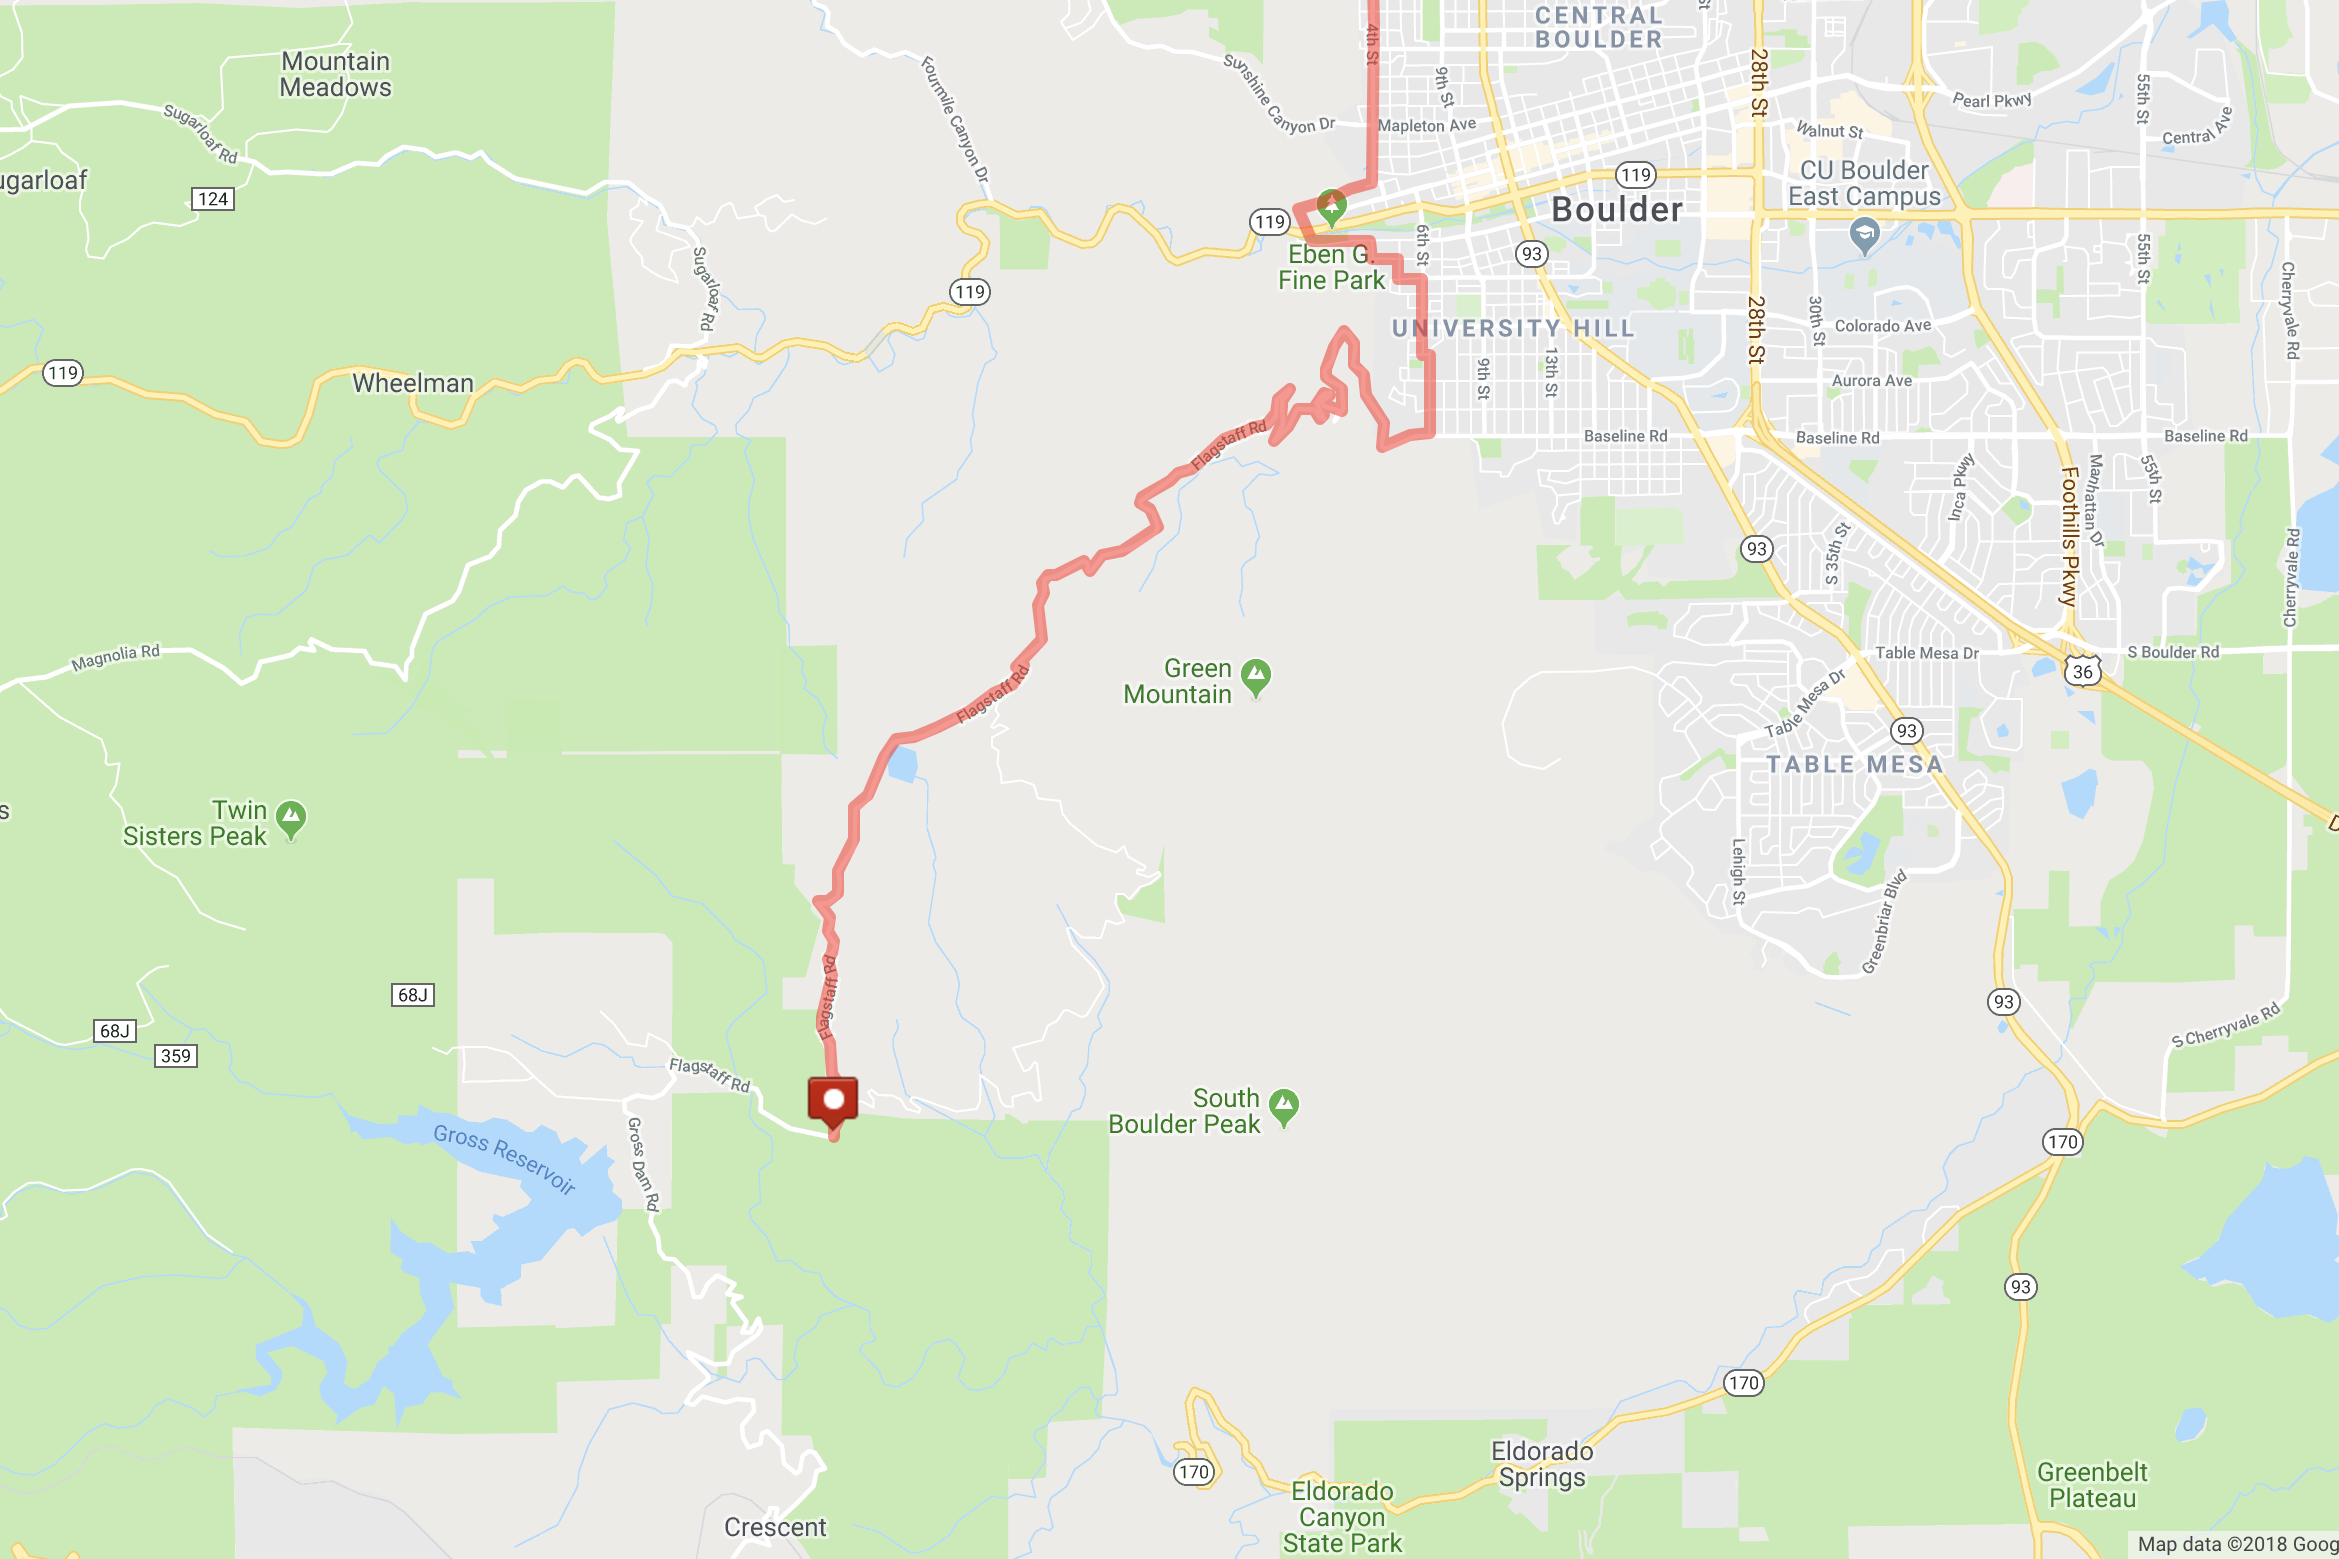 CENTRAL
BOULDER
4th St
9th St
28th St
55th St
Mountain
Meadows
Fourmile Canyon Dr
Sunshine Canyon Dr
Mapleton Ave
Pearl Pkwy
Walnut St
Central Ave
Sugarloaf Rd
ugarloaf
124
119
CU Boulder
East Campus
Boulder
119
119
Eben G.
Fine Park
6th St
93
55th St
Cherryvale Rd
Sugarloaf Rd
28th St
30th St
Colorado Ave
UNIVERSITY HILL
119
Wheelman
9th St
13th St
Aurora Ave
Flagstaff Rd
Baseline Rd
Baseline Rd
Baseline Rd
Inca Pkwy
Foothills Pkwy
Manhattan Dr
55th St
93
S 35th St
Cherryvale Rd
Magnolia Rd
Table Mesa Dr
S Boulder Rd
36
Green
Mountain
Flagstaff Rd
Table Mesa Dr
93
TABLE MESA
Twin
Sisters Peak
s
Lehigh St
Greenbriar Blvd
68J
68J
359
Flagstaff Rd
93
S Cherryvale Rd
Flagstaff Rd
South
Boulder Peak
Gross Reservoir
Gross Dam Rd
170
93
170
170
Eldorado
Springs
Eldorado
Canyon
State Park
Greenbelt
Plateau
Crescent
Map data ©2018 Goog